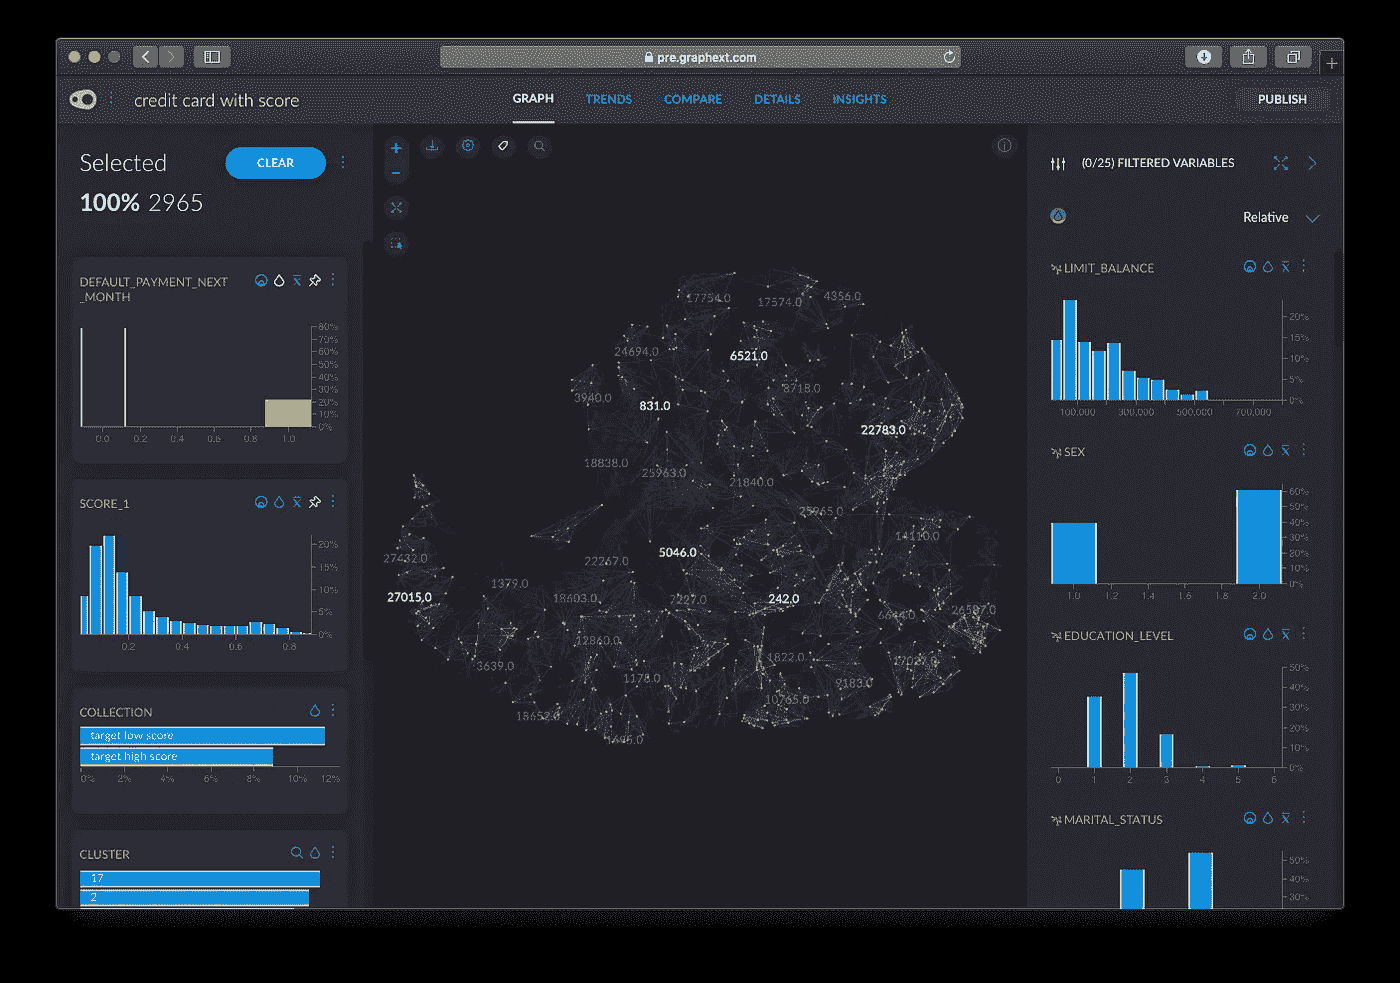 pre.graphext.com
credit card with score
GRAPH TRENDS COMPARE DETAILS INSIGHTS
PUBLISH
Selected
CLEAR
100% 2965
DEFAULT_PAYMENT_NEXT
_MONTH
80%
70%
60%
50%
40%
30%
20%
10%
0%
0.0 0.2 0.4 0.6 0.8 1.0
SCORE_1
20%
15%
10%
5%
0%
0.2 0.4 0.6 0.8
COLLECTION
target low score
target high score
0% 2% 4% 6% 8% 10% 12%
CLUSTER
17
2
17754.0
17574.0
4356.0
24694.0
6521.0
8718.0
3940.0
831.0
22783.0
18838.0
25963.0
21840.0
25965.0
14110.0
27432.0
22267.0
5046.0
1379.0
27015.0
18603.0
7227.0
242.0
6644.0
26587.0
12860.0
3639.0
1822.0
1178.0
9183.0
10765.0
18652.0
1695.0
(0/25) FILTERED VARIABLES
Relative
LIMIT_BALANCE
20%
15%
10%
5%
0%
100,000 300,000 500,000 700,000
SEX
60%
50%
40%
30%
20%
10%
0%
1.0 1.2 1.4 1.6 1.8 2.0
EDUCATION_LEVEL
50%
40%
30%
20%
10%
0%
0 1 2 3 4 5 6
MARITAL_STATUS
50%
40%
30%